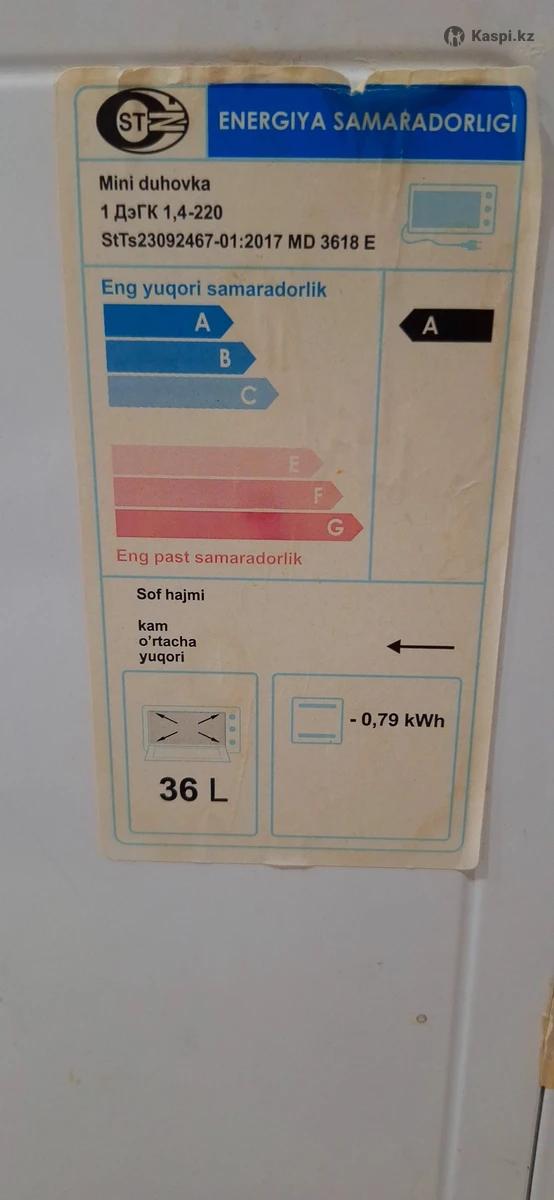 Kaspi.kz
ST INF
ENERGIYA SAMARADORLIGI
Mini duhovka
1 ДэГК 1,4-220
StTs23092467-01:2017 MD 3618 E
Eng yuqori samaradorlik
A
A
B
C
E
F
G
Eng past samaradorlik
Sof hajmi
kam
o'rtacha
yuqori
- 0,79 kWh
36 L